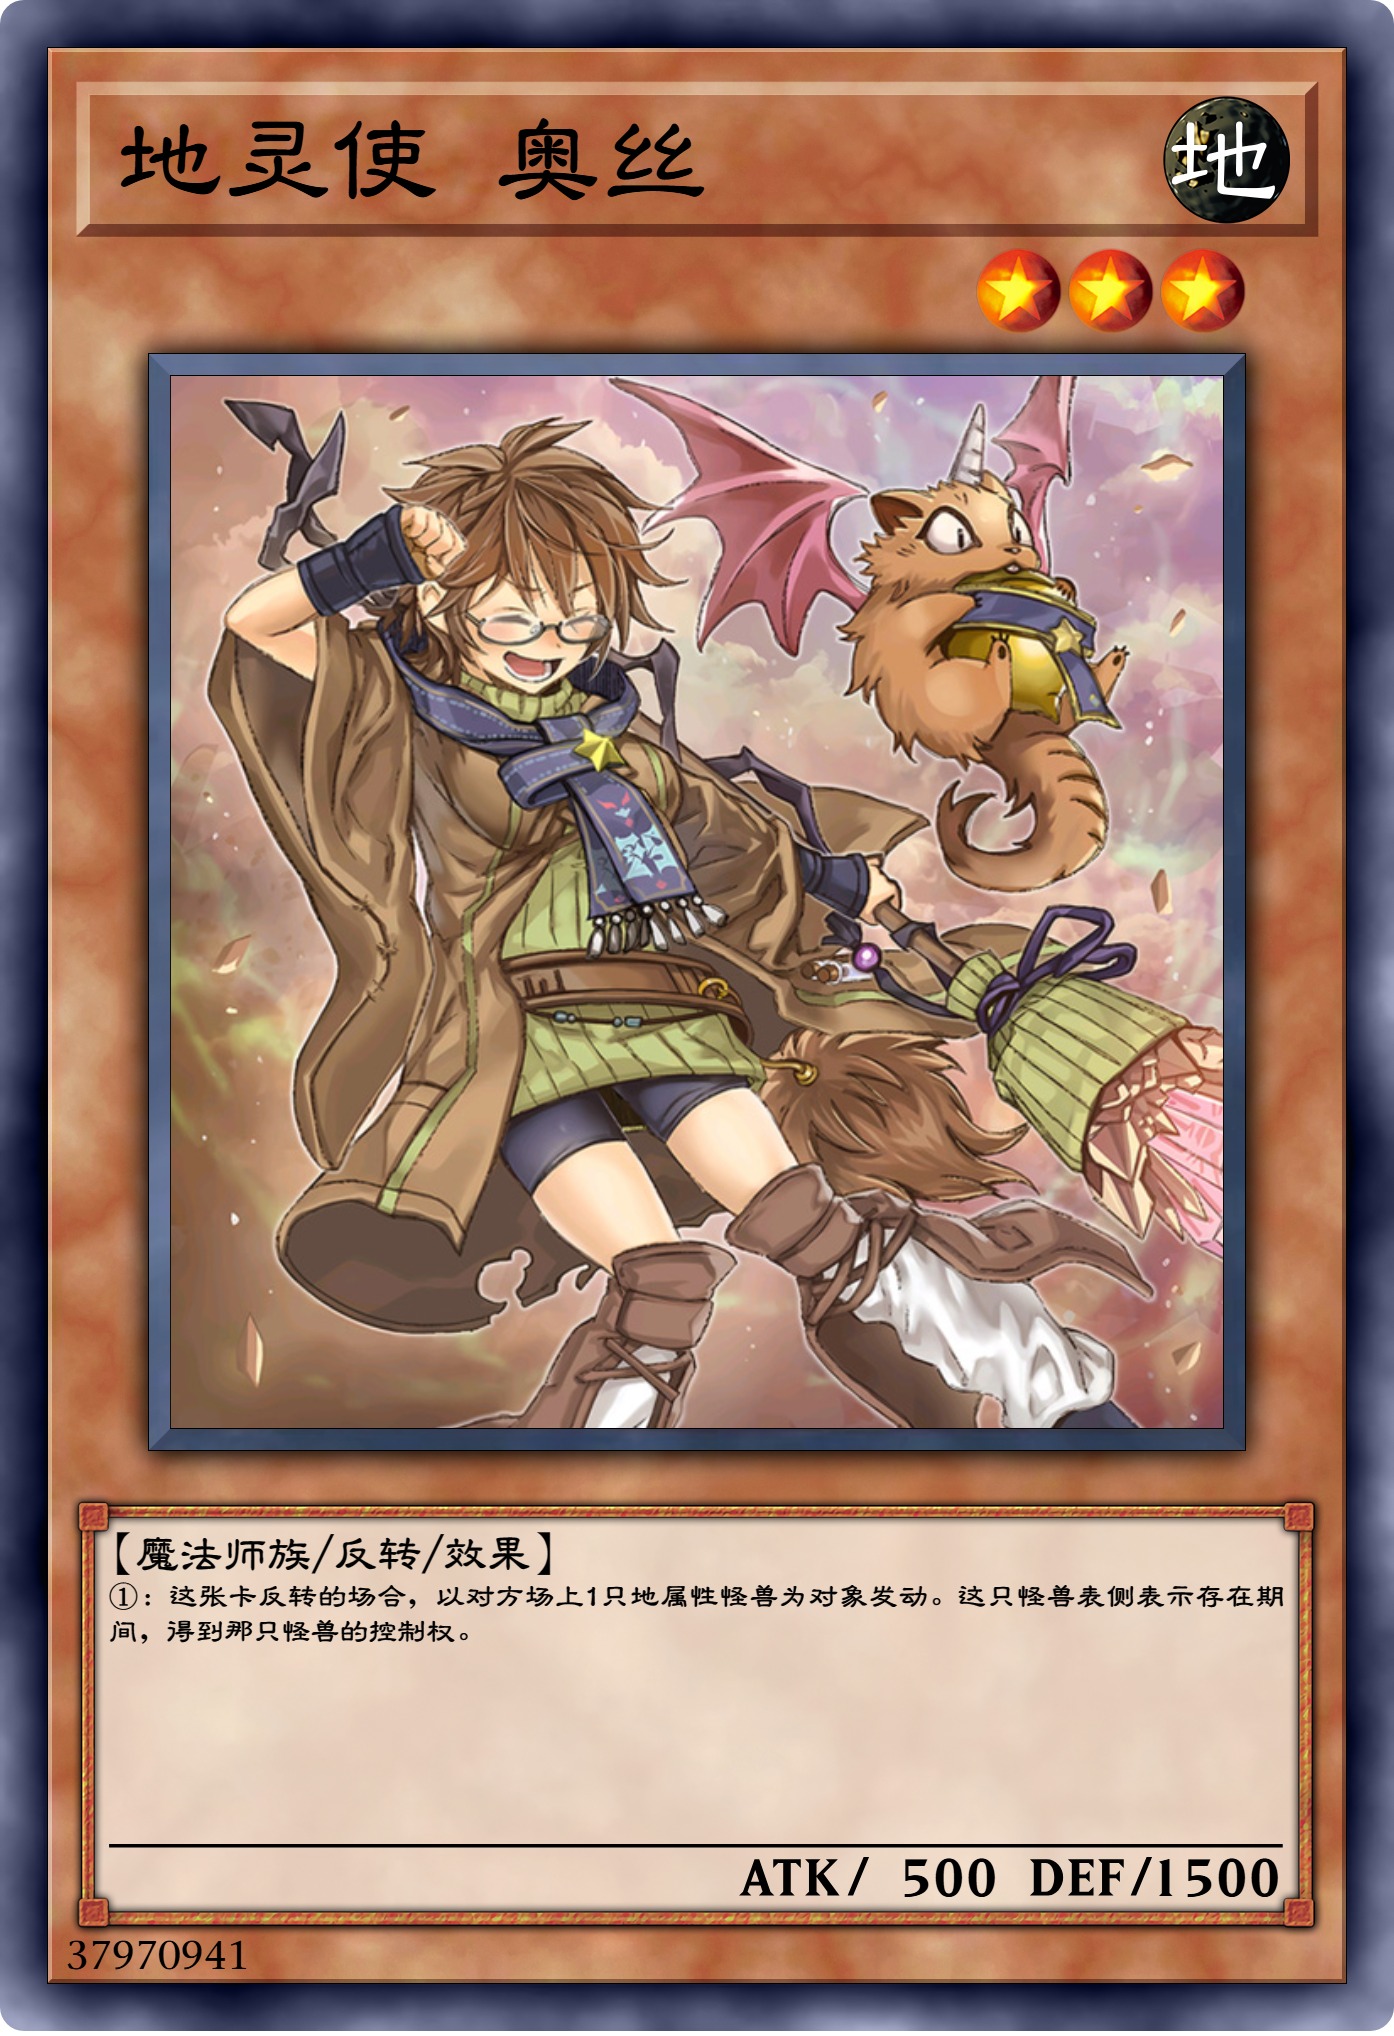 地灵使 奥丝
地
【魔法师族/反转/效果】
①：这张卡反转的场合，以对方场上1只地属性怪兽为对象发动。这只怪兽表侧表示存在期
间，得到那只怪兽的控制权。
ATK/ 500 DEF/1500
37970941